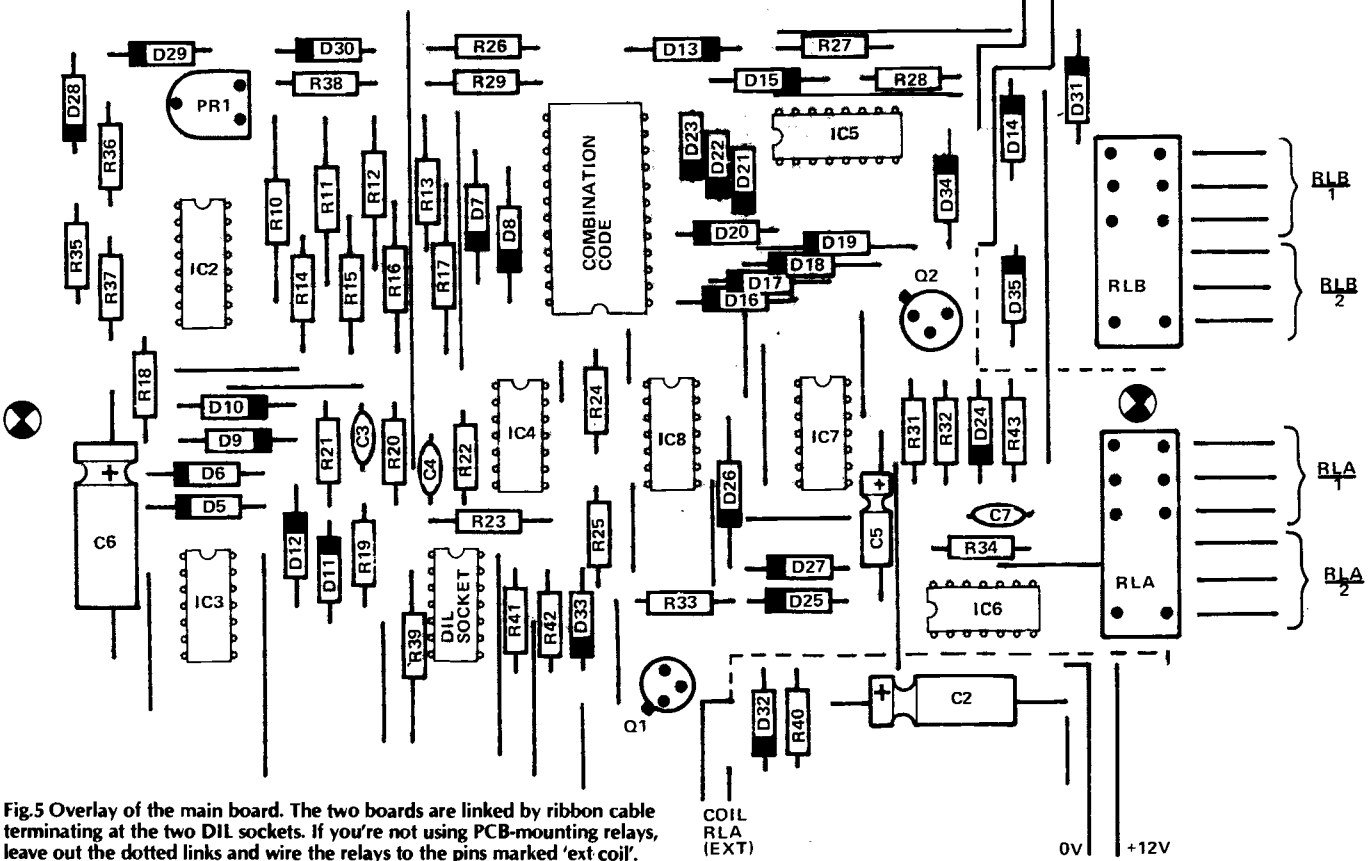 D29
D30
R26
D13
R27
D28
PR1
R38
R29
D15
R28
D31
R36
R10
R11
R12
R13
D7
D8
COMBINATION
CODE
D23
D22
D21
IC5
D34
D14
RLB
1
R35
R37
IC2
R14
R15
R16
R17
D20
D19
D18
D17
D16
Q2
D35
RLB
RLB
2
R18
D10
D9
D6
D5
R21
C3
R20
C4
R22
IC4
R24
IC8
D26
IC7
C5
+
R31
R32
D24
R43
RLA
1
+
C6
IC3
D12
D11
R19
R23
R25
D27
D25
C7
R34
IC6
RLA
RLA
2
R39
DIL
SOCKET
R41
R42
D33
R33
Q1
D32
R40
+
C2
Fig.5 Overlay of the main board. The two boards are linked by ribbon cable
terminating at the two DIL sockets. If you're not using PCB-mounting relays,
leave out the dotted links and wire the relays to the pins marked 'ext coil'.
COIL
RLA
(EXT)
0V
+12V